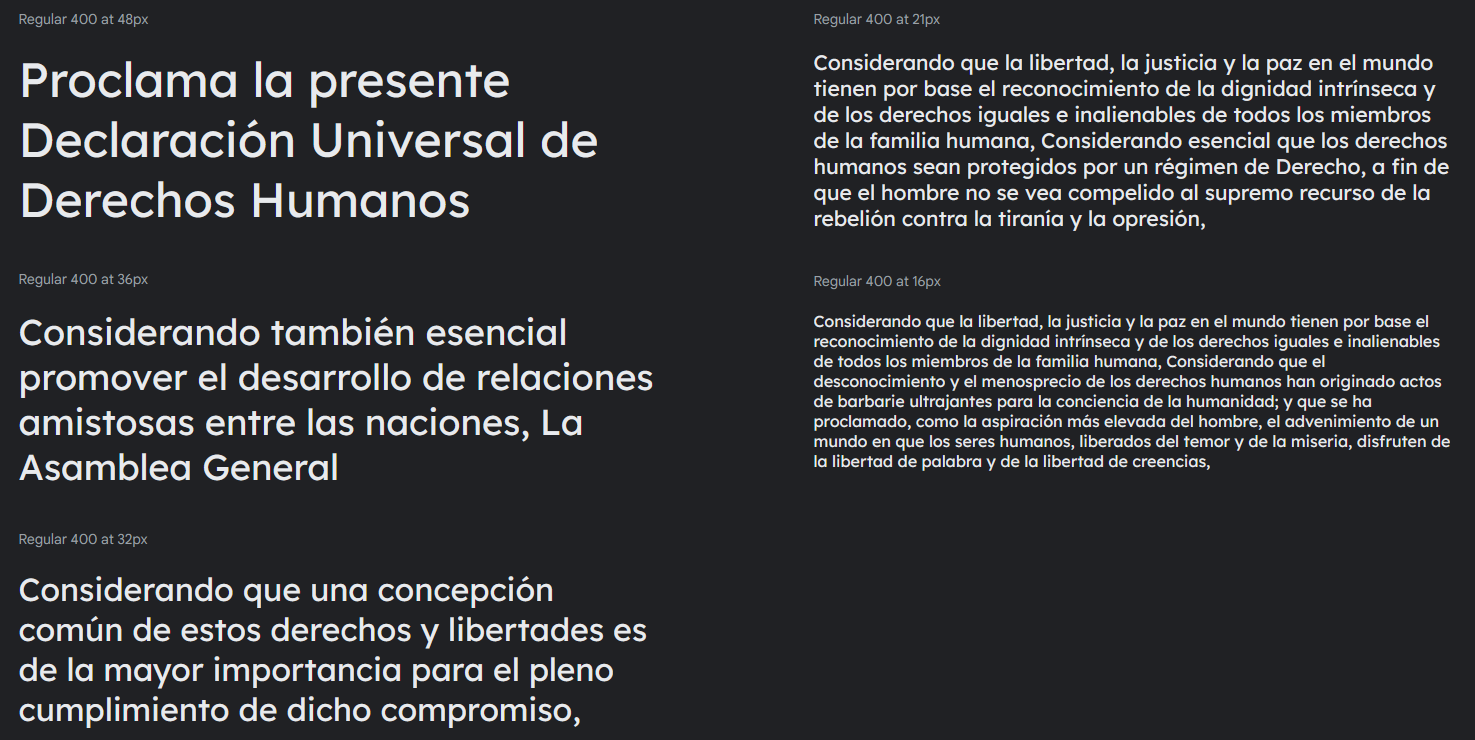 Regular 400 at 48px
Proclama la presente
Declaración Universal de
Derechos Humanos
Regular 400 at 36px
Considerando también esencial
promover el desarrollo de relaciones
amistosas entre las naciones, La
Asamblea General
Regular 400 at 32px
Considerando que una concepción
común de estos derechos y libertades es
de la mayor importancia para el pleno
cumplimiento de dicho compromiso,
Regular 400 at 21px
Considerando que la libertad, la justicia y la paz en el mundo
tienen por base el reconocimiento de la dignidad intrínseca y
de los derechos iguales e inalienables de todos los miembros
de la familia humana, Considerando esencial que los derechos
humanos sean protegidos por un régimen de Derecho, a fin de
que el hombre no se vea compelido al supremo recurso de la
rebelión contra la tiranía y la opresión,
Regular 400 at 16px
Considerando que la libertad, la justicia y la paz en el mundo tienen por base el
reconocimiento de la dignidad intrínseca y de los derechos iguales e inalienables
de todos los miembros de la familia humana, Considerando que el
desconocimiento y el menosprecio de los derechos humanos han originado actos
de barbarie ultrajantes para la conciencia de la humanidad; y que se ha
proclamado, como la aspiración más elevada del hombre, el advenimiento de un
mundo en que los seres humanos, liberados del temor y de la miseria, disfruten de
la libertad de palabra y de la libertad de creencias,